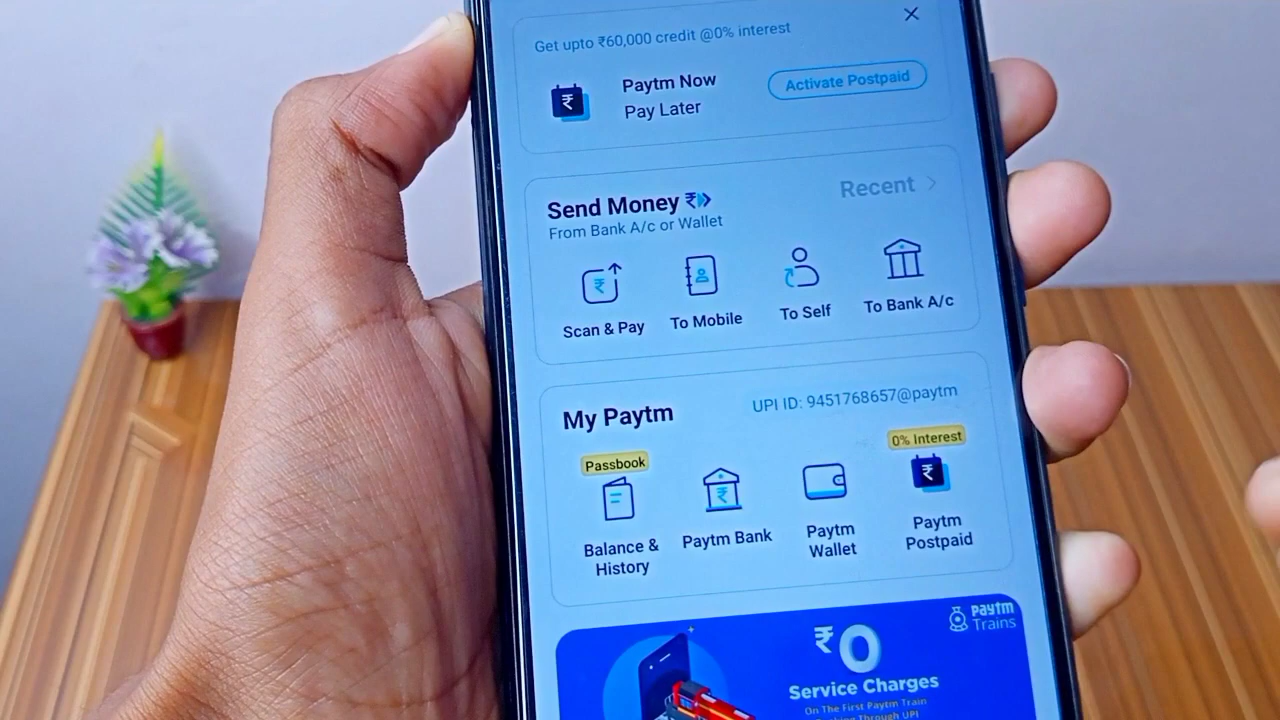 Get upto ₹60,000 credit @0% interest
Paytm Now
Pay Later
Activate Postpaid
Send Money
Recent
From Bank A/c or Wallet
Scan & Pay
To Mobile
To Self
To Bank A/c
My Paytm
UPI ID: 9451768657@paytm
Passbook
0% Interest
Balance &
History
Paytm Bank
Paytm
Wallet
Paytm
Postpaid
paytm
Trains
₹0
Service Charges
On The First Paytm Train
Through UPI